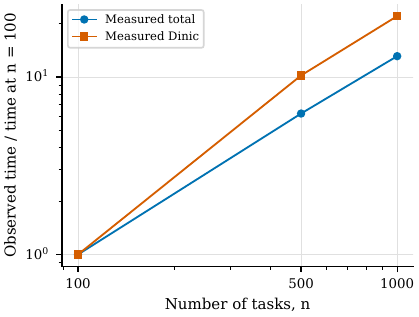 Measured total
Measured Dinic
Observed time / time at n = 100
10¹
10⁰
100
500
1000
Number of tasks, n